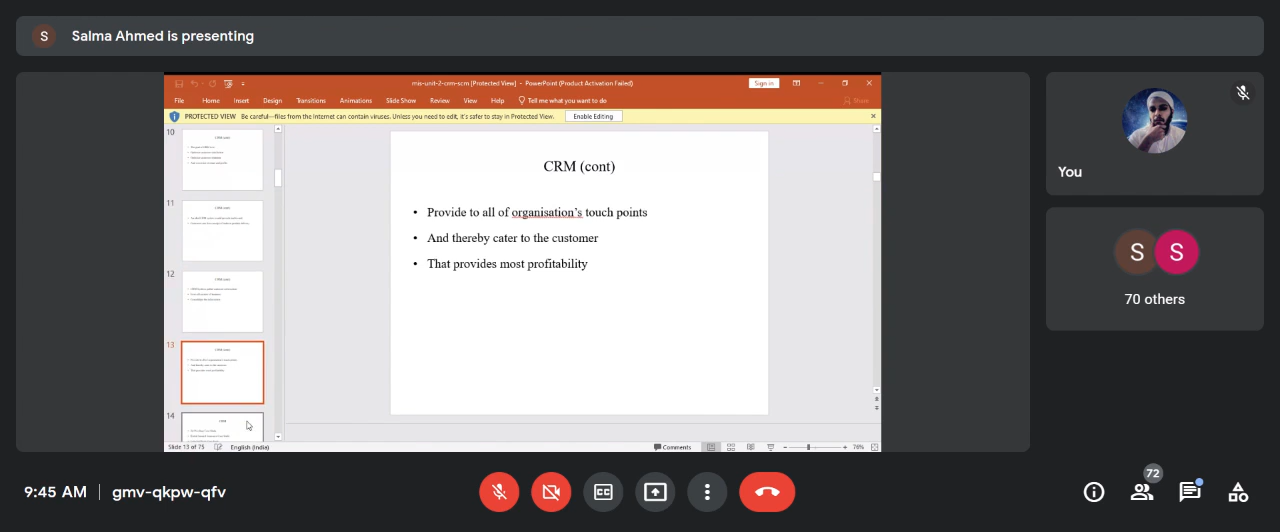 S Salma Ahmed is presenting
mis-unit-2-crm-scm [Protected View] - PowerPoint (Product Activation Failed)
Sign in
File Home Insert Design Transitions Animations Slide Show Review View Help Tell me what you want to do Share
PROTECTED VIEW Be careful—files from the Internet can contain viruses. Unless you need to edit, it's safer to stay in Protected View. Enable Editing
10
11
12
13
14
CRM (cont)
• Provide to all of organisation's touch points
• And thereby cater to the customer
• That provides most profitability
Slide 13 of 75 English (India)
Comments 76%
You
S S
70 others
9:45 AM | gmv-qkpw-qfv
CC
72